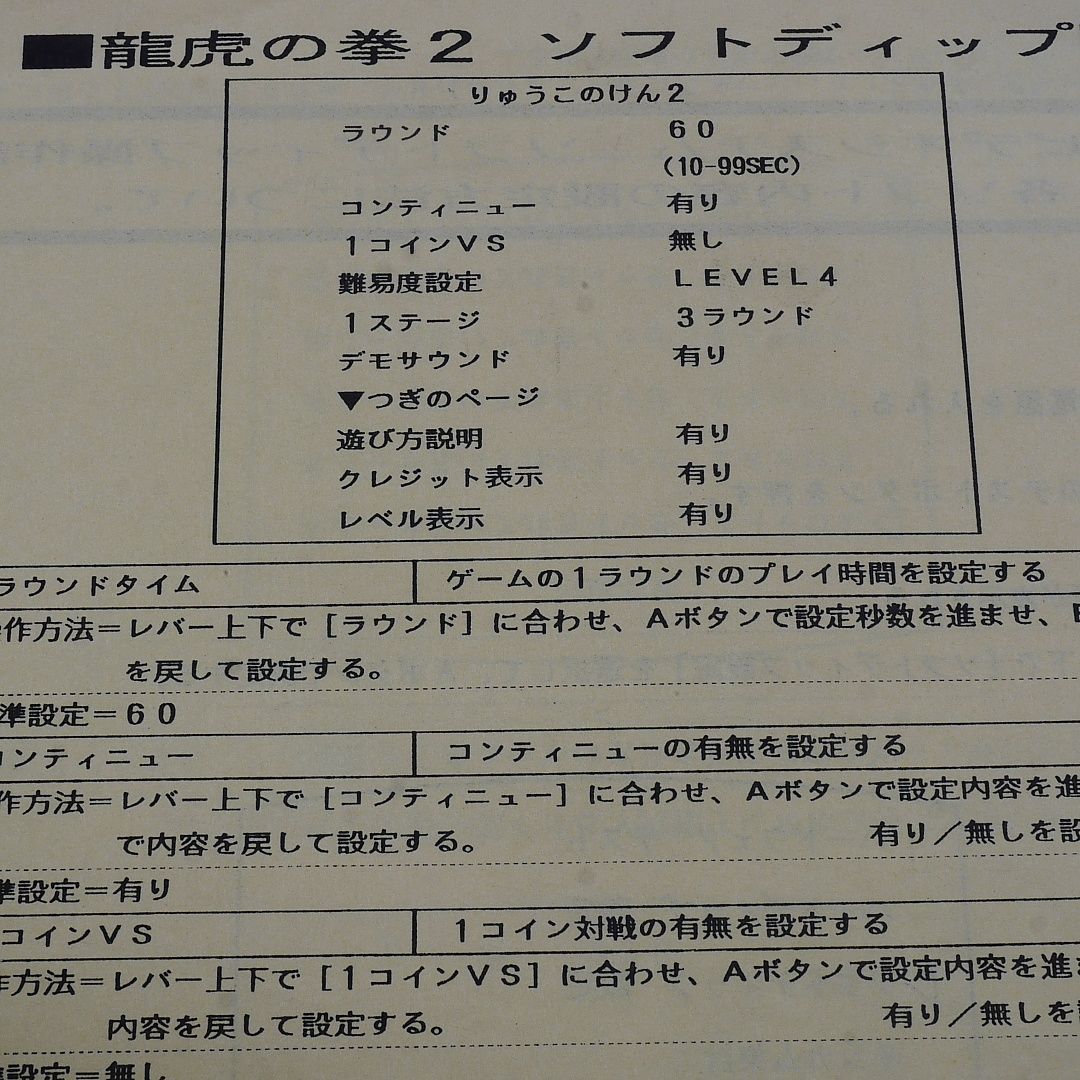 ■龍虎の拳２ ソフトディップ
りゅうこのけん２
ラウンド ６０
(10-99SEC)
コンティニュー 有り
１コインＶＳ 無し
難易度設定 ＬＥＶＥＬ４
１ステージ ３ラウンド
デモサウンド 有り
▼つぎのページ
遊び方説明 有り
クレジット表示 有り
レベル表示 有り
ラウンドタイム ゲームの１ラウンドのプレイ時間を設定する
作方法＝レバー上下で［ラウンド］に合わせ、Ａボタンで設定秒数を進ませ、
を戻して設定する。
準設定＝６０
コンティニュー コンティニューの有無を設定する
作方法＝レバー上下で［コンティニュー］に合わせ、Ａボタンで設定内容を進
で内容を戻して設定する。 有り／無しを設
準設定＝有り
コインＶＳ １コイン対戦の有無を設定する
作方法＝レバー上下で［１コインＶＳ］に合わせ、Ａボタンで設定内容を進ま
内容を戻して設定する。 有り／無しを設
準設定＝無し